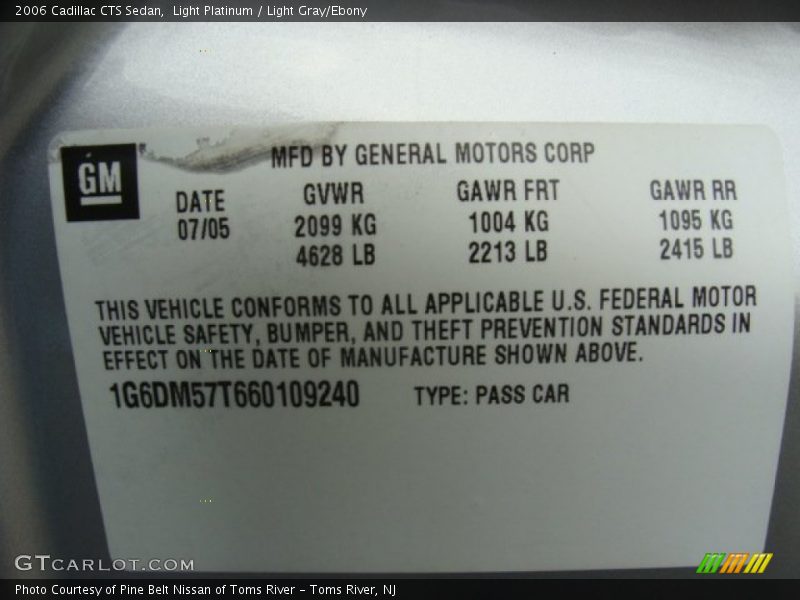 2006 Cadillac CTS Sedan,  Light Platinum / Light Gray/Ebony
GM
MFD BY GENERAL MOTORS CORP
DATE GVWR GAWR FRT GAWR RR
07/05 2099 KG 1004 KG 1095 KG
4628 LB 2213 LB 2415 LB
THIS VEHICLE CONFORMS TO ALL APPLICABLE U.S. FEDERAL MOTOR
VEHICLE SAFETY, BUMPER, AND THEFT PREVENTION STANDARDS IN
EFFECT ON THE DATE OF MANUFACTURE SHOWN ABOVE.
1G6DM57T660109240 TYPE: PASS CAR
GTCARLOT.COM
Photo Courtesy of Pine Belt Nissan of Toms River – Toms River, NJ